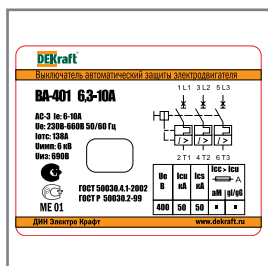 DEKraft
Выключатель автоматический защиты электродвигателя
ВА-401 6,3-10А
1 L1 3 L2 5 L3
АС-3 Ie: 6-10А
Ue: 230В-660В 50/60 Гц
Iотс: 138А
Uимп: 6 кВ
Uиз: 690В
I > I > I >
2 T1 4 T2 6 T3
Ue В Icu кА Ics кА Icc > Icu
A
aM gl/gG
400 50 50
ME 01
ГОСТ 50030.4.1-2002
ГОСТ Р 50030.2-99
ДИН Электро Крафт www.dekraft.ru